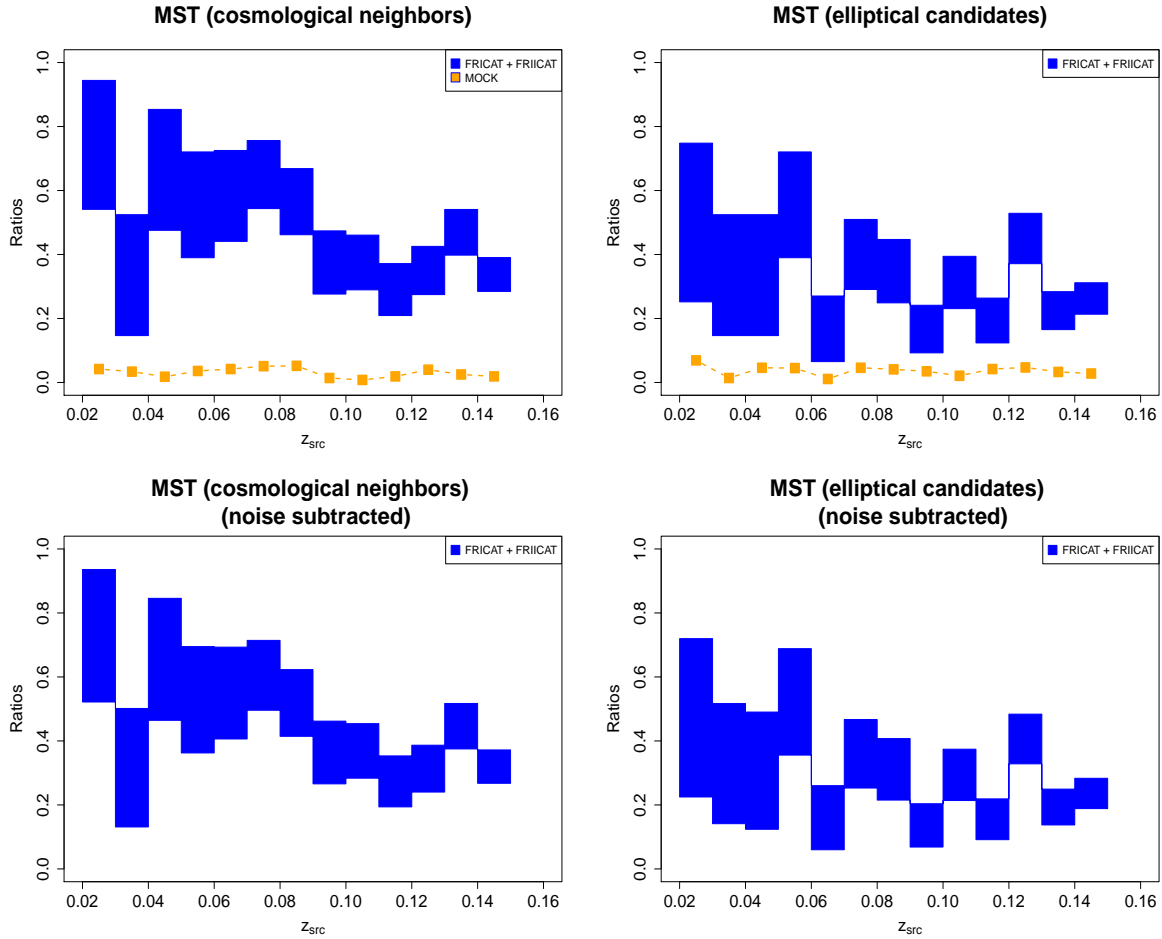 MST (cosmological neighbors)
FRICAT + FRIICAT
MOCK
Ratios
0.0 0.2 0.4 0.6 0.8 1.0
0.02 0.04 0.06 0.08 0.10 0.12 0.14 0.16
z_src
MST (elliptical candidates)
FRICAT + FRIICAT
Ratios
0.0 0.2 0.4 0.6 0.8 1.0
0.02 0.04 0.06 0.08 0.10 0.12 0.14 0.16
z_src
MST (cosmological neighbors)
(noise subtracted)
FRICAT + FRIICAT
Ratios
0.0 0.2 0.4 0.6 0.8 1.0
0.02 0.04 0.06 0.08 0.10 0.12 0.14 0.16
z_src
MST (elliptical candidates)
(noise subtracted)
FRICAT + FRIICAT
Ratios
0.0 0.2 0.4 0.6 0.8 1.0
0.02 0.04 0.06 0.08 0.10 0.12 0.14 0.16
z_src